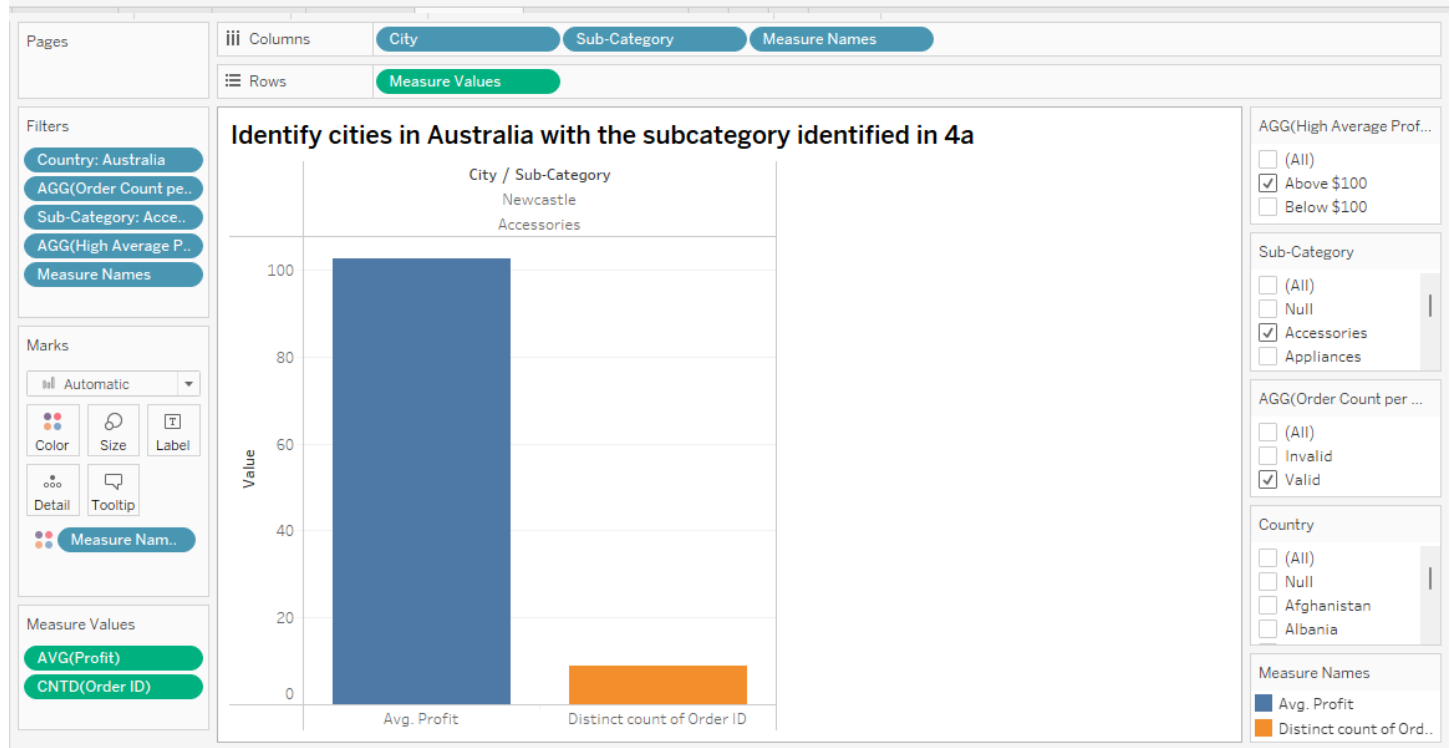 Pages
Columns
City
Sub-Category
Measure Names
Rows
Measure Values
Filters
Country: Australia
AGG(Order Count pe..
Sub-Category: Acce..
AGG(High Average P..
Measure Names
Marks
Automatic
Color
Size
T
Label
Detail
Tooltip
Measure Nam..
Measure Values
AVG(Profit)
CNTD(Order ID)
Identify cities in Australia with the subcategory identified in 4a
City / Sub-Category
Newcastle
Accessories
Value
100
80
60
40
20
0
Avg. Profit
Distinct count of Order ID
AGG(High Average Prof...
(All)
Above $100
Below $100
Sub-Category
(All)
Null
Accessories
Appliances
AGG(Order Count per ...
(All)
Invalid
Valid
Country
(All)
Null
Afghanistan
Albania
Measure Names
Avg. Profit
Distinct count of Ord..